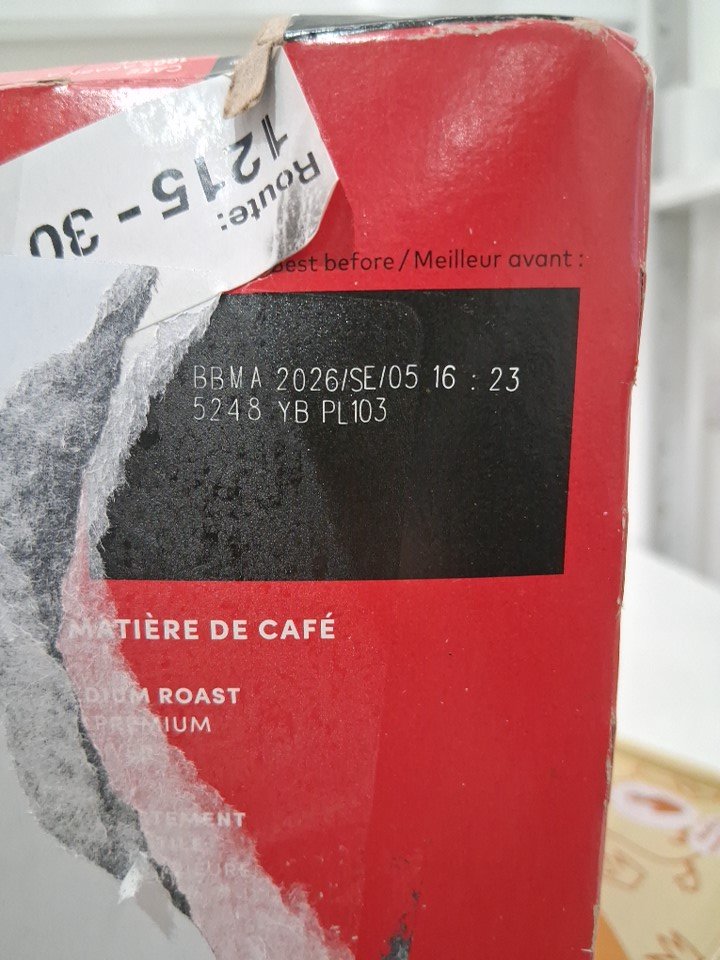 Route:
1215-30
Best before / Meilleur avant :
BBMA 2026/SE/05 16 : 23
5248 YB PL103
MATIÈRE DE CAFÉ
ROAST
PREMIUM